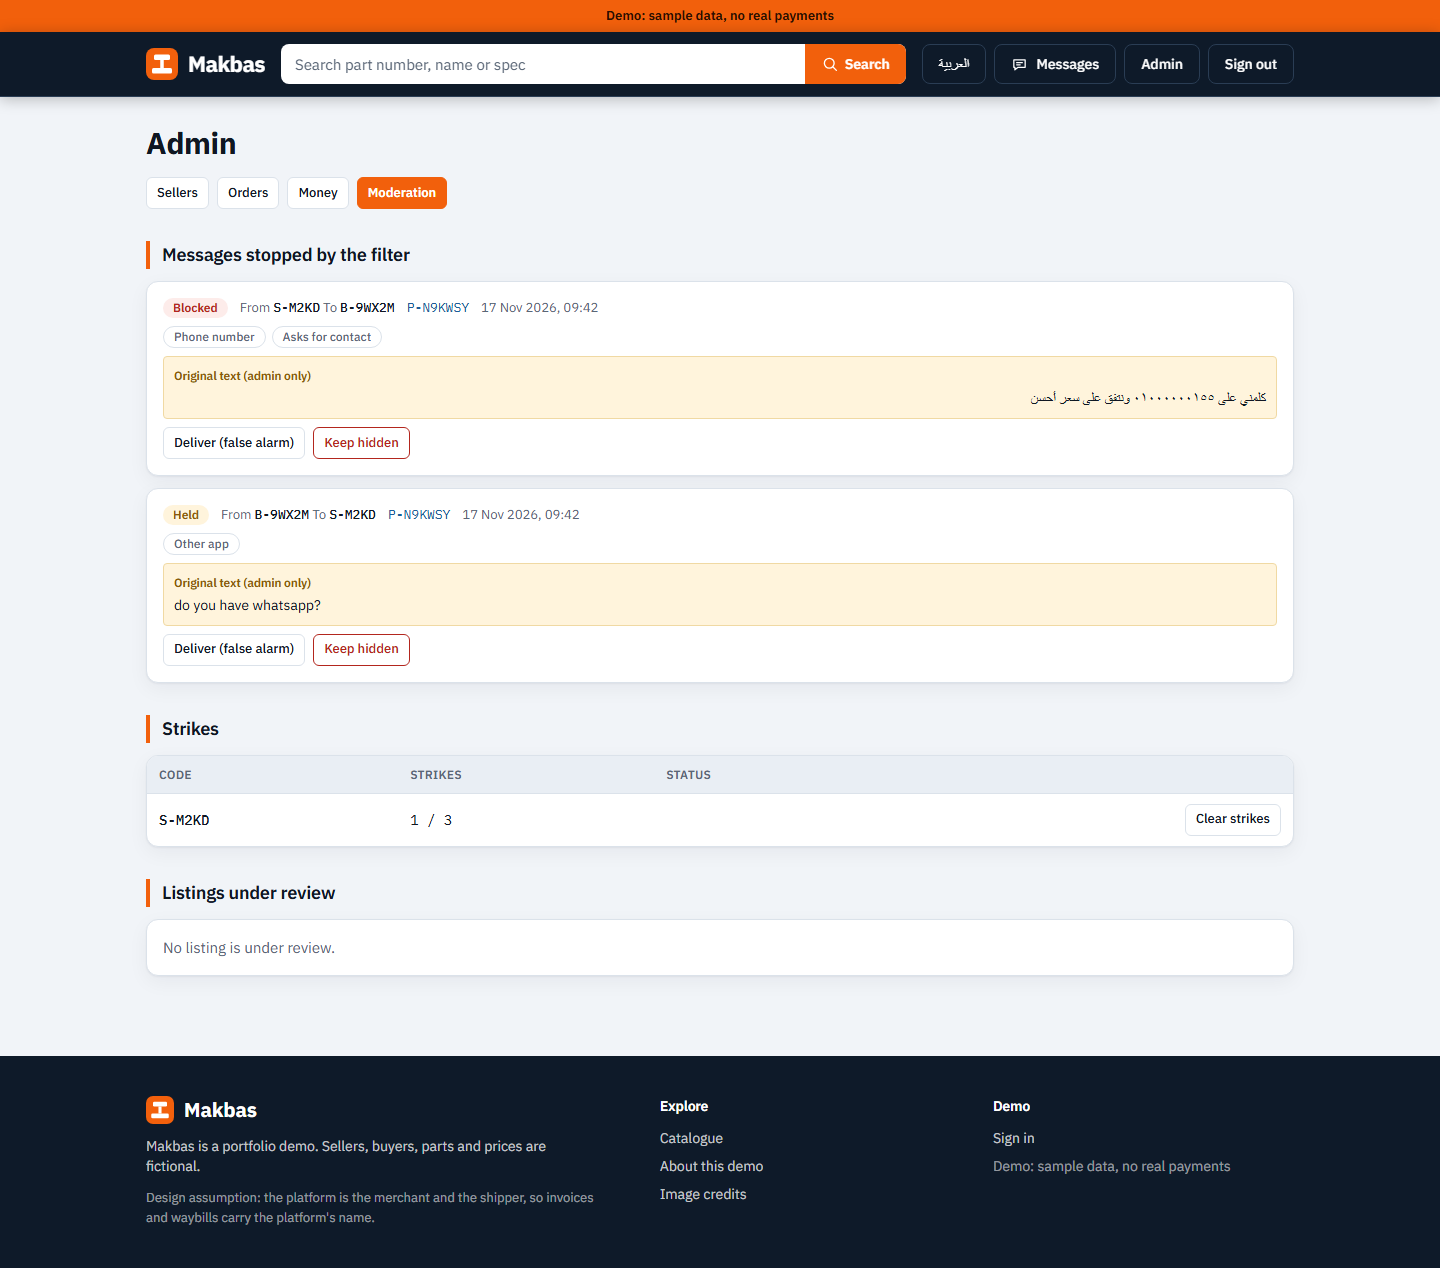 Demo: sample data, no real payments
Makbas
Search part number, name or spec
Search
العربية
Messages
Admin
Sign out
Admin
Sellers
Orders
Money
Moderation
Messages stopped by the filter
Blocked From S-M2KD To B-9WX2M P-N9KWSY 17 Nov 2026, 09:42
Phone number
Asks for contact
Original text (admin only)
كلمني على ٠١٠٠٠٠٠٠١٥٥ ونتفق على سعر أحسن
Deliver (false alarm)
Keep hidden
Held From B-9WX2M To S-M2KD P-N9KWSY 17 Nov 2026, 09:42
Other app
Original text (admin only)
do you have whatsapp?
Deliver (false alarm)
Keep hidden
Strikes
CODE STRIKES STATUS
S-M2KD 1 / 3 Clear strikes
Listings under review
No listing is under review.
Makbas
Makbas is a portfolio demo. Sellers, buyers, parts and prices are
fictional.
Design assumption: the platform is the merchant and the shipper, so invoices
and waybills carry the platform's name.
Explore
Catalogue
About this demo
Image credits
Demo
Sign in
Demo: sample data, no real payments